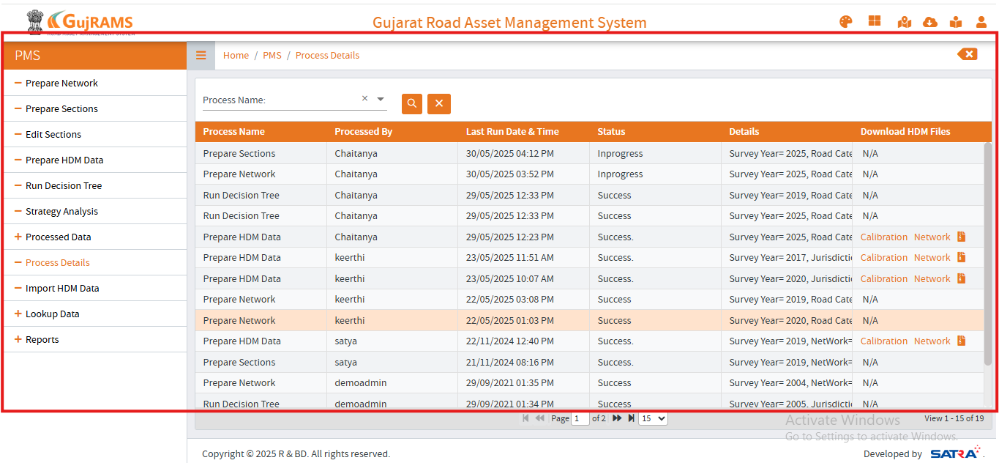 GujRAMS
ROAD ASSET MANAGEMENT SYSTEM
Gujarat Road Asset Management System
PMS
Home / PMS / Process Details
Prepare Network
Prepare Sections
Edit Sections
Prepare HDM Data
Run Decision Tree
Strategy Analysis
Processed Data
Process Details
Import HDM Data
Lookup Data
Reports
Process Name:
Process Name Processed By Last Run Date & Time Status Details Download HDM Files
Prepare Sections Chaitanya 30/05/2025 04:12 PM Inprogress Survey Year= 2025, Road Cate N/A
Prepare Network Chaitanya 30/05/2025 03:52 PM Inprogress Survey Year= 2025, Road Cate N/A
Run Decision Tree Chaitanya 29/05/2025 12:33 PM Success Survey Year= 2019, Road Cate N/A
Run Decision Tree Chaitanya 29/05/2025 12:33 PM Success Survey Year= 2025, Road Cate N/A
Prepare HDM Data Chaitanya 29/05/2025 12:23 PM Success. Survey Year= 2025, Road Cate Calibration Network
Prepare HDM Data keerthi 23/05/2025 11:51 AM Success. Survey Year= 2017, Jurisdictio Calibration Network
Prepare HDM Data keerthi 23/05/2025 10:07 AM Success. Survey Year= 2020, Jurisdictio Calibration Network
Prepare Network keerthi 22/05/2025 03:08 PM Success Survey Year= 2019, Road Cate N/A
Prepare Network keerthi 22/05/2025 01:03 PM Success Survey Year= 2020, Road Cate N/A
Prepare HDM Data satya 22/11/2024 12:40 PM Success. Survey Year= 2019, NetWork= Calibration Network
Prepare Sections satya 21/11/2024 08:16 PM Success. Survey Year= 2019, NetWork= N/A
Prepare Network demoadmin 29/09/2021 01:35 PM Success Survey Year= 2004, NetWork= N/A
Run Decision Tree demoadmin 29/09/2021 01:34 PM Success Survey Year= 2005, Jurisdictio N/A
Page 1 of 2 15 View 1 - 15 of 19
Activate Windows
Go to Settings to activate Windows.
Copyright © 2025 R & BD. All rights reserved. Developed by SATRA .